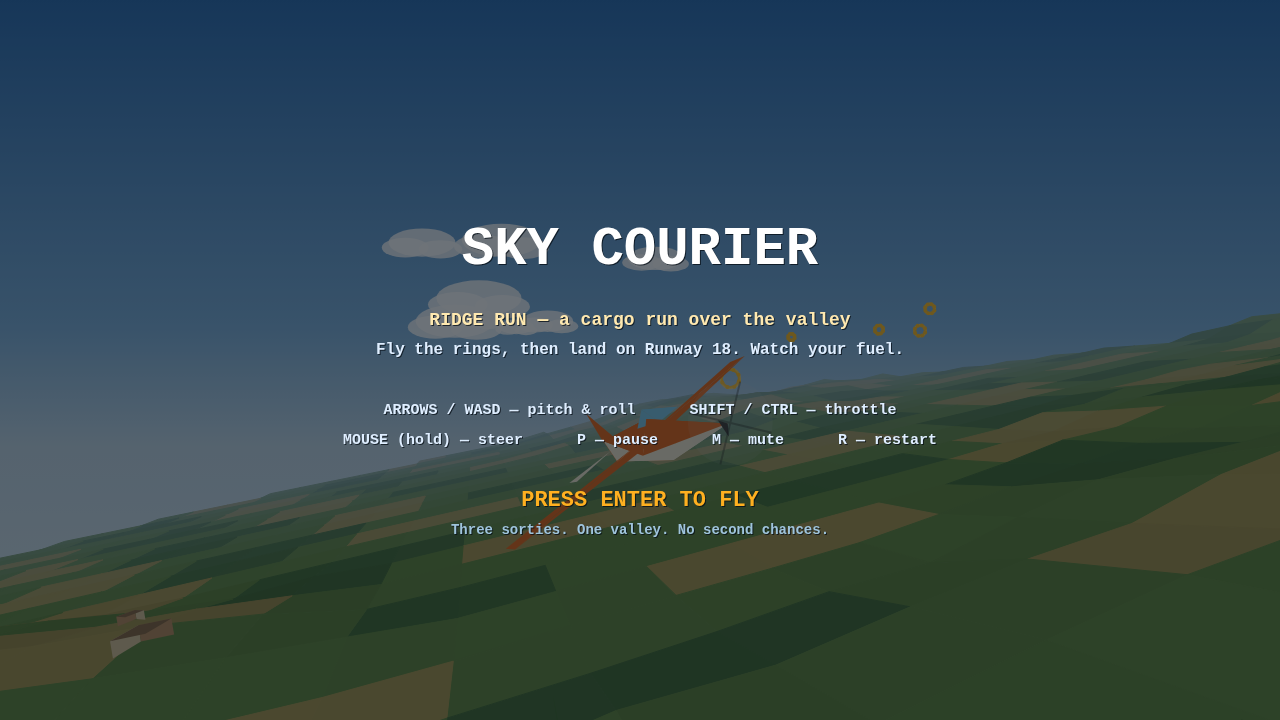 SKY COURIER
RIDGE RUN — a cargo run over the valley
Fly the rings, then land on Runway 18. Watch your fuel.
ARROWS / WASD — pitch & roll SHIFT / CTRL — throttle
MOUSE (hold) — steer P — pause M — mute R — restart
PRESS ENTER TO FLY
Three sorties. One valley. No second chances.